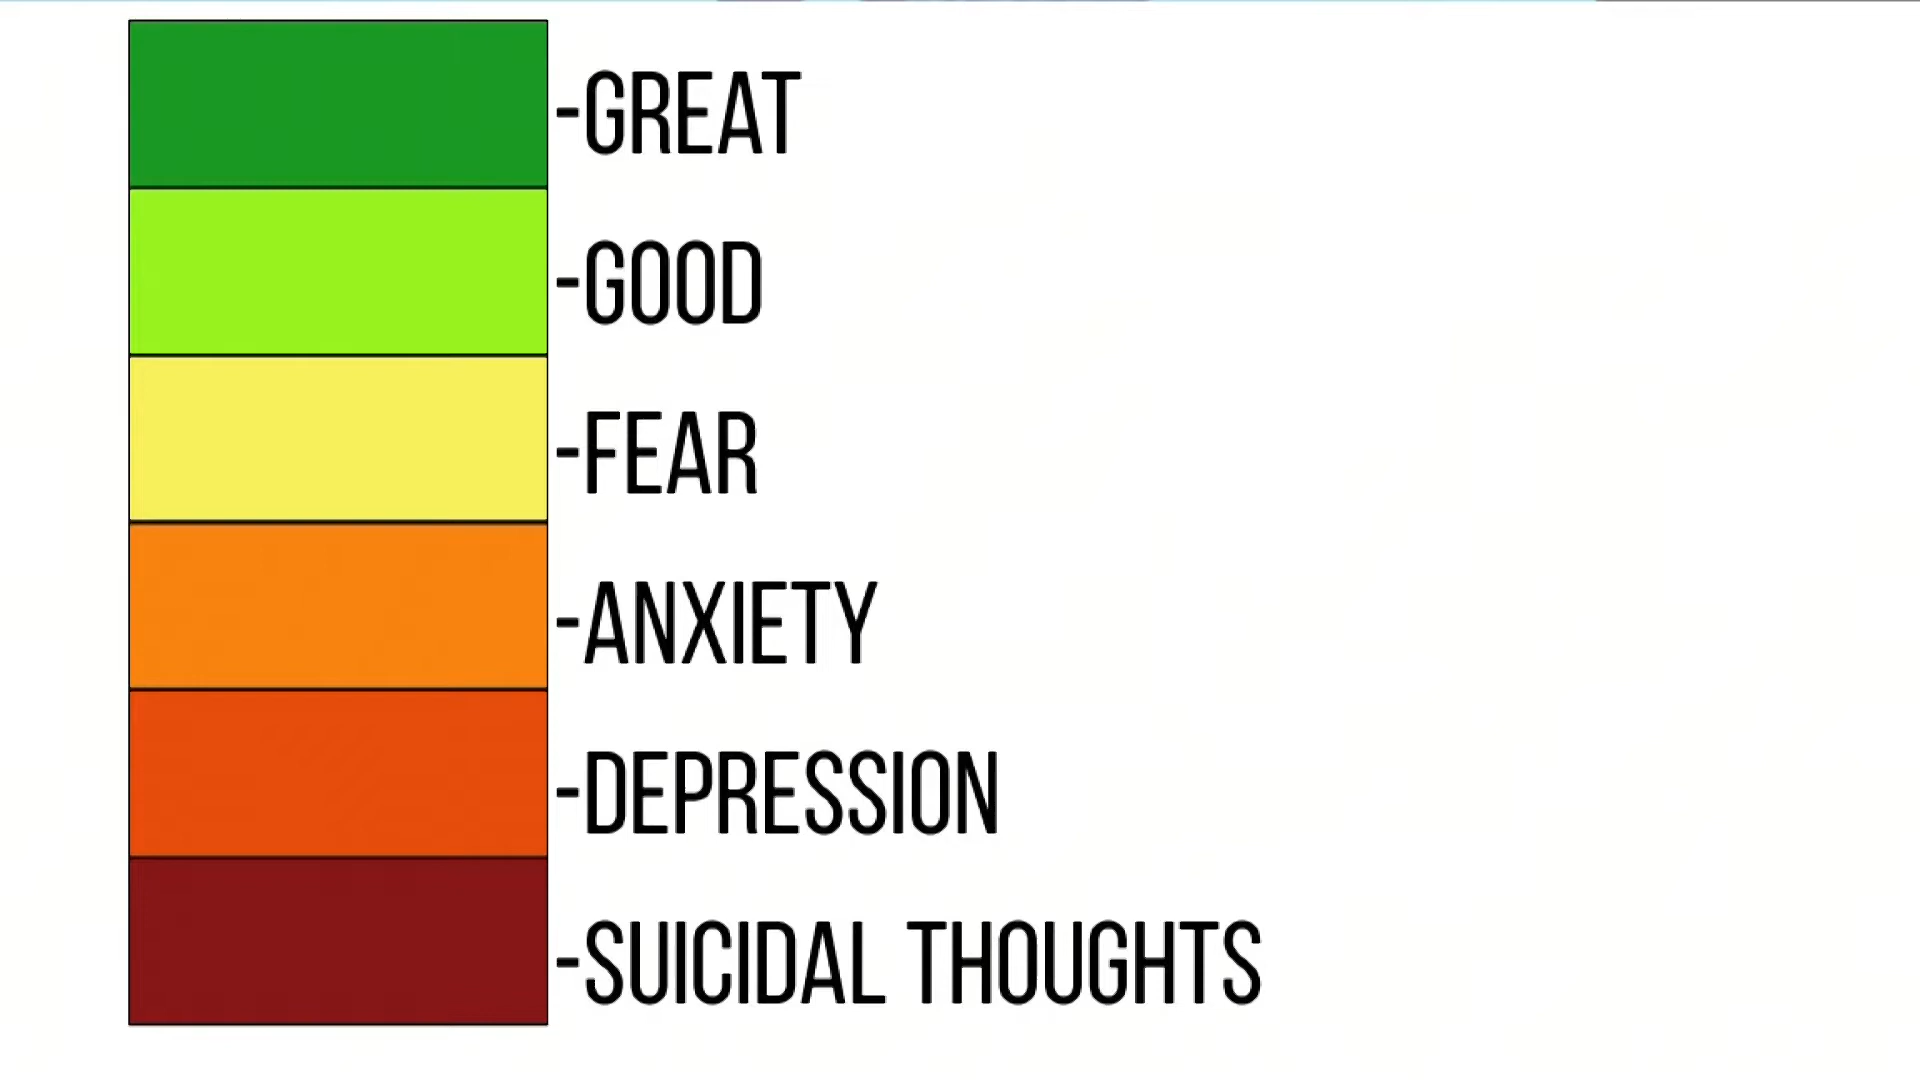 -GREAT
-GOOD
-FEAR
-ANXIETY
-DEPRESSION
-SUICIDAL THOUGHTS